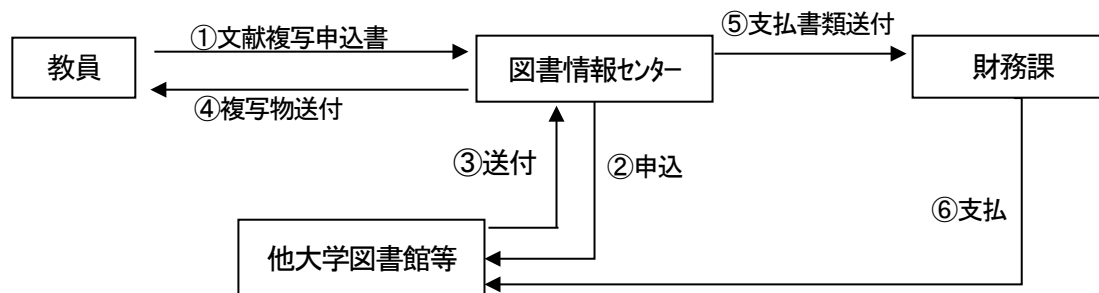 ①文献複写申込書
⑤支払書類送付
教員
図書情報センター
財務課
④複写物送付
③送付
②申込
⑥支払
他大学図書館等